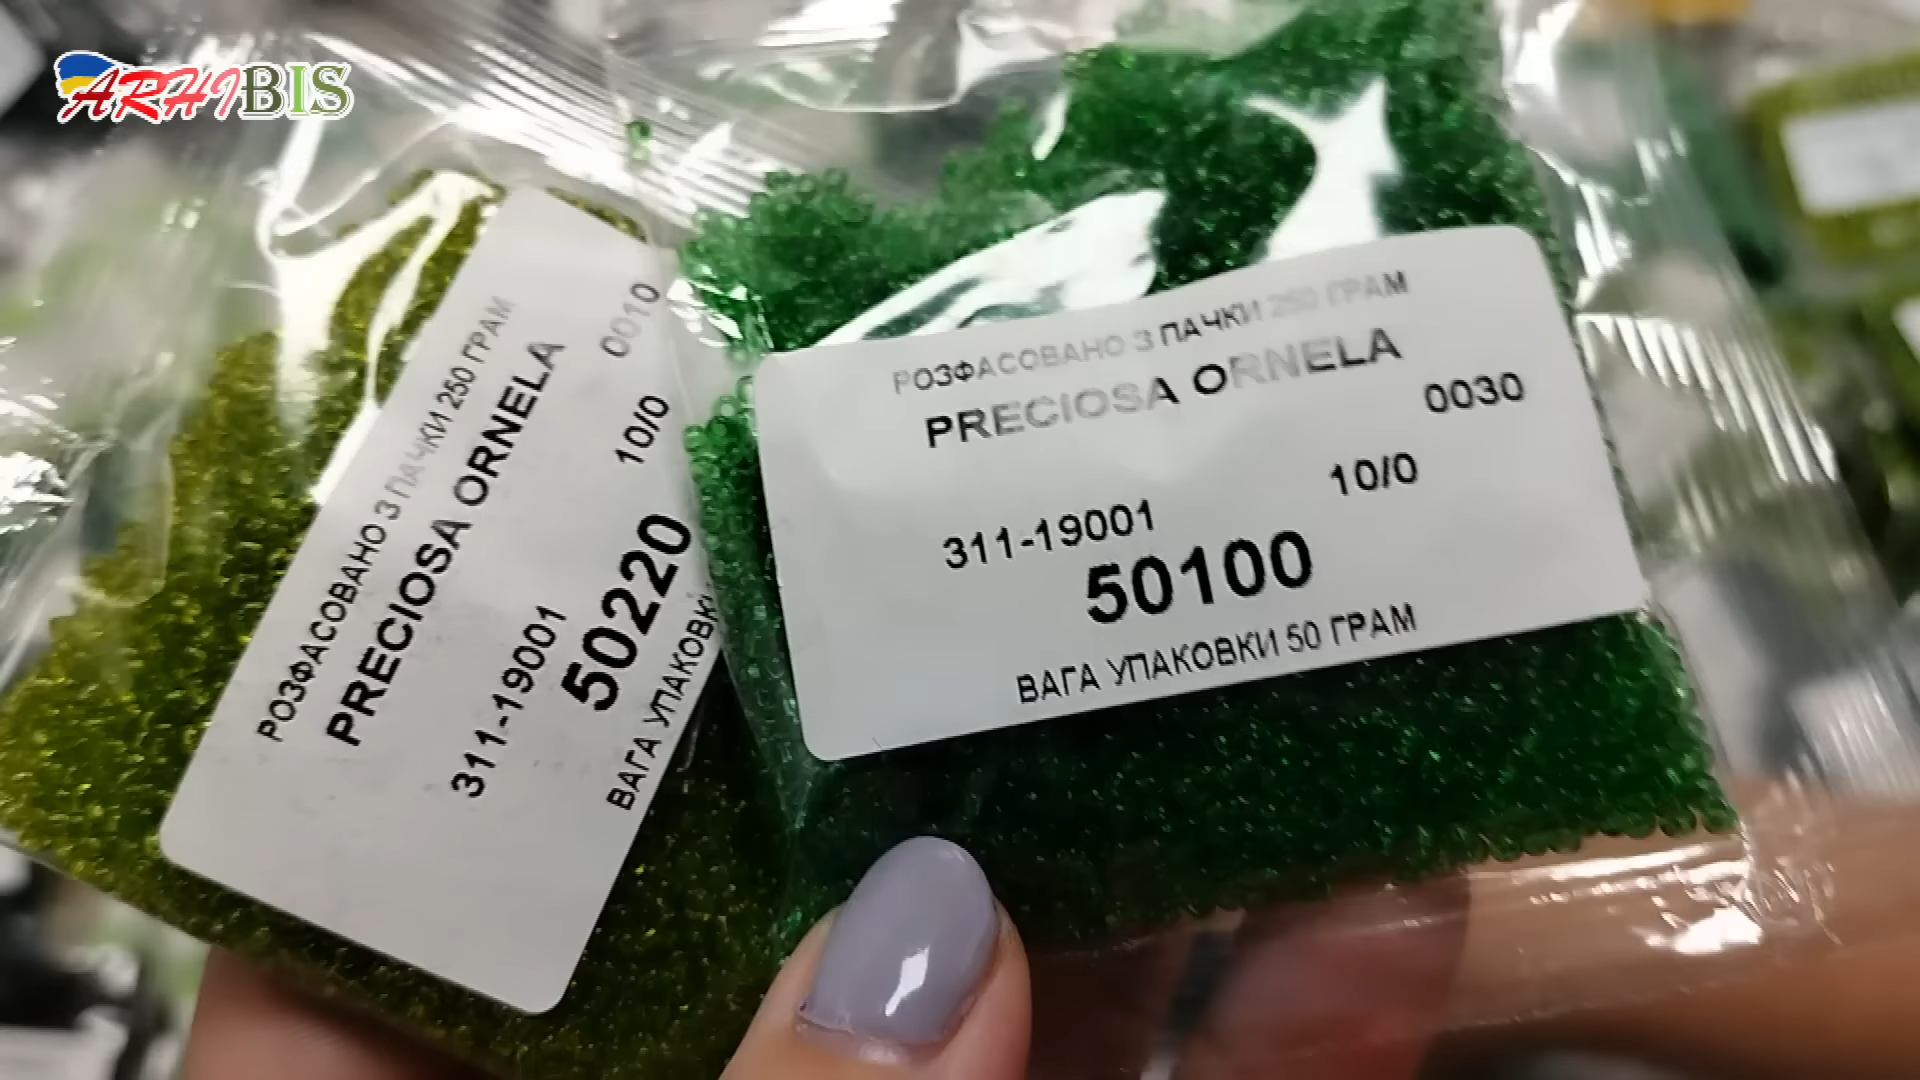 ARHIBIS
РОЗФАСОВАНО З ПАЧКИ 250 ГРАМ
PRECIOSA ORNELA
0010
10/0
311-19001
50220
ВАГА УПАКОВКИ
РОЗФАСОВАНО З ПАЧКИ 250 ГРАМ
PRECIOSA ORNELA
0030
10/0
311-19001
50100
ВАГА УПАКОВКИ 50 ГРАМ